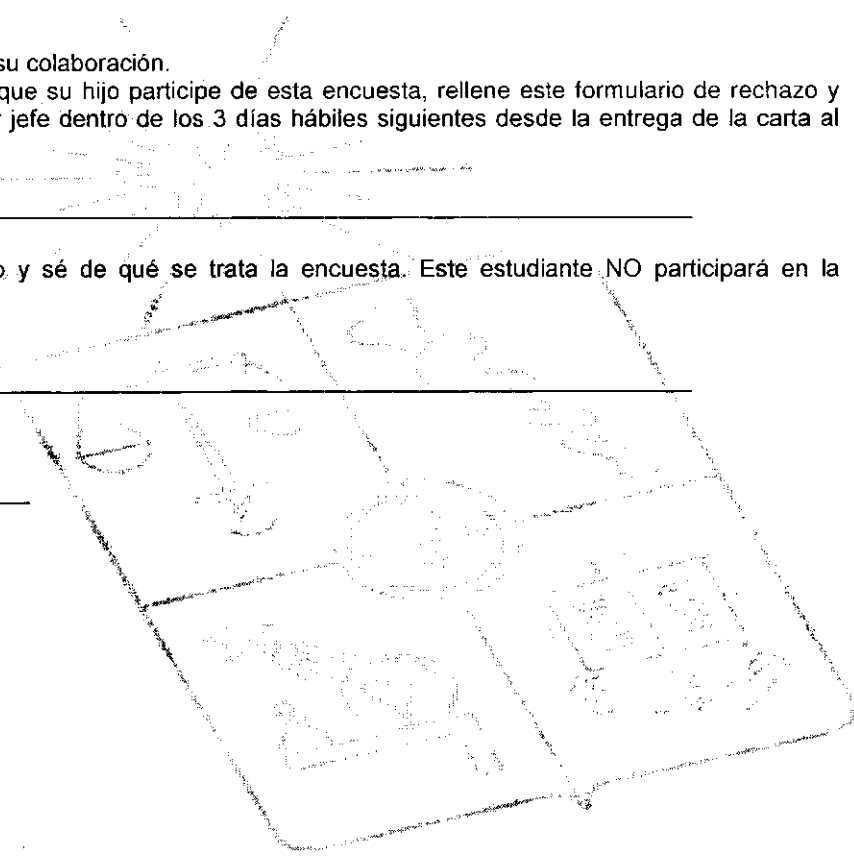 su colaboración.
que su hijo participe de esta encuesta, rellene este formulario de rechazo y
jefe dentro de los 3 días hábiles siguientes desde la entrega de la carta al
y sé de qué se trata la encuesta. Este estudiante NO participará en la